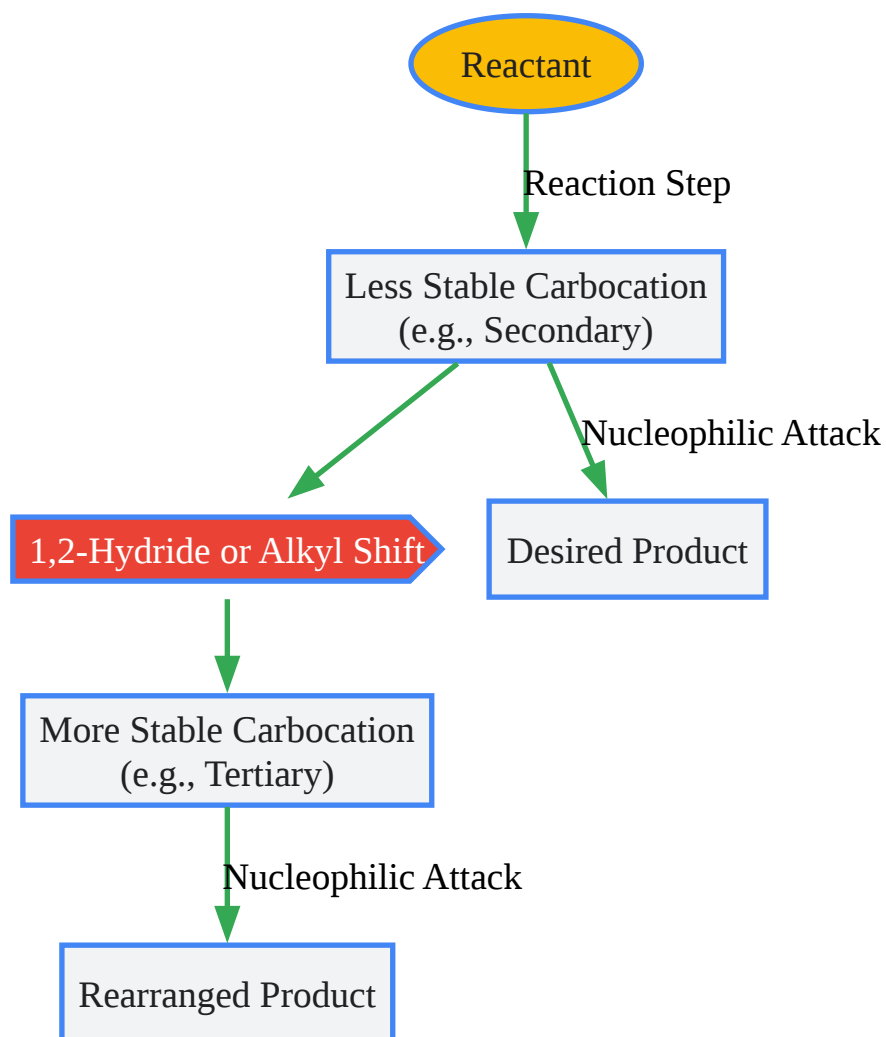 Reactant
Reaction Step
Less Stable Carbocation
(e.g., Secondary)
Nucleophilic Attack
1,2-Hydride or Alkyl Shift
Desired Product
More Stable Carbocation
(e.g., Tertiary)
Nucleophilic Attack
Rearranged Product